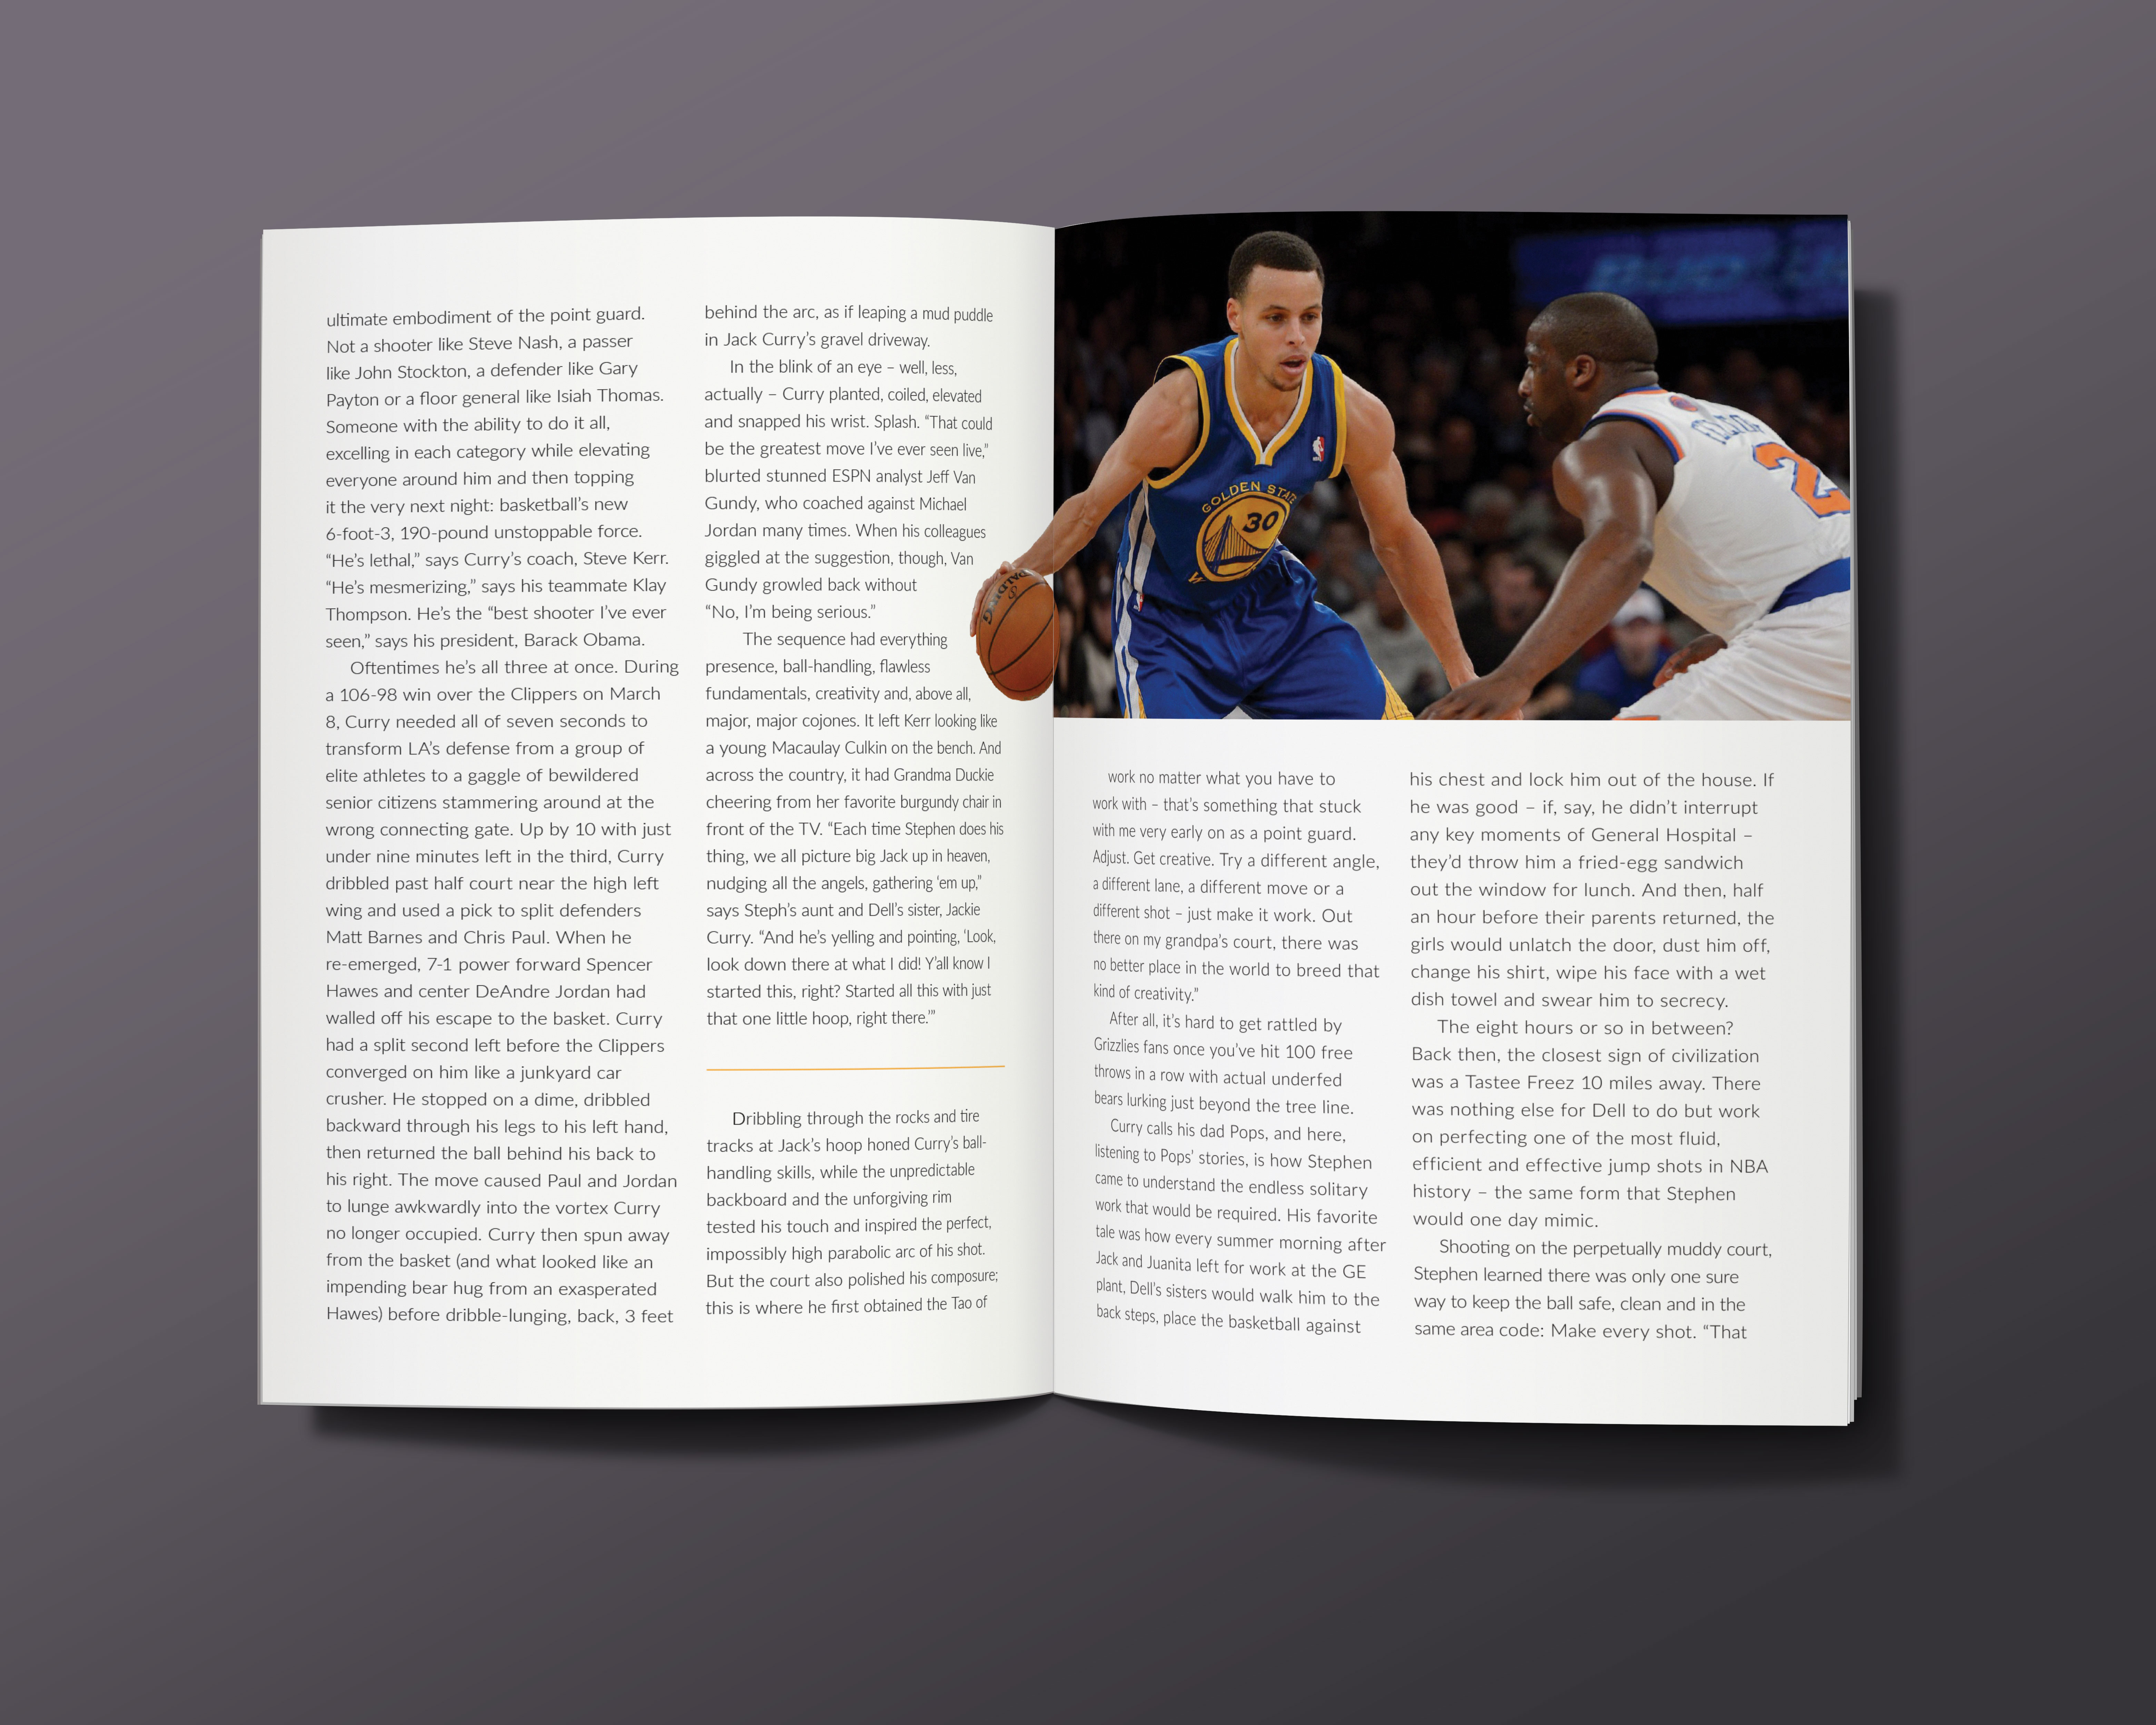 ultimate embodiment of the point guard.
Not a shooter like Steve Nash, a passer
like John Stockton, a defender like Gary
Payton or a floor general like Isiah Thomas.
Someone with the ability to do it all,
excelling in each category while elevating
everyone around him and then topping
it the very next night: basketball’s new
6-foot-3, 190-pound unstoppable force.
“He’s lethal,” says Curry’s coach, Steve Kerr.
“He’s mesmerizing,” says his teammate Klay
Thompson. He’s the “best shooter I’ve ever
seen,” says his president, Barack Obama.
Oftentimes he’s all three at once. During
a 106-98 win over the Clippers on March
8, Curry needed all of seven seconds to
transform LA’s defense from a group of
elite athletes to a gaggle of bewildered
senior citizens stammering around at the
wrong connecting gate. Up by 10 with just
under nine minutes left in the third, Curry
dribbled past half court near the high left
wing and used a pick to split defenders
Matt Barnes and Chris Paul. When he
re-emerged, 7-1 power forward Spencer
Hawes and center DeAndre Jordan had
walled off his escape to the basket. Curry
had a split second left before the Clippers
converged on him like a junkyard car
crusher. He stopped on a dime, dribbled
backward through his legs to his left hand,
then returned the ball behind his back to
his right. The move caused Paul and Jordan
to lunge awkwardly into the vortex Curry
no longer occupied. Curry then spun away
from the basket (and what looked like an
impending bear hug from an exasperated
Hawes) before dribble-lunging, back, 3 feet
behind the arc, as if leaping a mud puddle
in Jack Curry’s gravel driveway.
In the blink of an eye – well, less,
actually – Curry planted, coiled, elevated
and snapped his wrist. Splash. “That could
be the greatest move I’ve ever seen live,”
blurted stunned ESPN analyst Jeff Van
Gundy, who coached against Michael
Jordan many times. When his colleagues
giggled at the suggestion, though, Van
Gundy growled back without
“No, I’m being serious.”
The sequence had everything
presence, ball-handling, flawless
fundamentals, creativity and, above all,
major, major cojones. It left Kerr looking like
a young Macaulay Culkin on the bench. And
across the country, it had Grandma Duckie
cheering from her favorite burgundy chair in
front of the TV. “Each time Stephen does his
thing, we all picture big Jack up in heaven,
nudging all the angels, gathering ‘em up,”
says Steph’s aunt and Dell’s sister, Jackie
Curry. “And he’s yelling and pointing, ‘Look,
look down there at what I did! Y’all know I
started this, right? Started all this with just
that one little hoop, right there.’”
Dribbling through the rocks and tire
tracks at Jack’s hoop honed Curry’s ball-
handling skills, while the unpredictable
backboard and the unforgiving rim
tested his touch and inspired the perfect,
impossibly high parabolic arc of his shot.
But the court also polished his composure;
this is where he first obtained the Tao of
SPALDING
GOLDEN STATE
30
W
FELTON
2
BUD
work no matter what you have to
work with – that’s something that stuck
with me very early on as a point guard.
Adjust. Get creative. Try a different angle,
a different lane, a different move or a
different shot – just make it work. Out
there on my grandpa’s court, there was
no better place in the world to breed that
kind of creativity.”
After all, it’s hard to get rattled by
Grizzlies fans once you’ve hit 100 free
throws in a row with actual underfed
bears lurking just beyond the tree line.
Curry calls his dad Pops, and here,
listening to Pops’ stories, is how Stephen
came to understand the endless solitary
work that would be required. His favorite
tale was how every summer morning after
Jack and Juanita left for work at the GE
plant, Dell’s sisters would walk him to the
back steps, place the basketball against
his chest and lock him out of the house. If
he was good – if, say, he didn’t interrupt
any key moments of General Hospital –
they’d throw him a fried-egg sandwich
out the window for lunch. And then, half
an hour before their parents returned, the
girls would unlatch the door, dust him off,
change his shirt, wipe his face with a wet
dish towel and swear him to secrecy.
The eight hours or so in between?
Back then, the closest sign of civilization
was a Tastee Freez 10 miles away. There
was nothing else for Dell to do but work
on perfecting one of the most fluid,
efficient and effective jump shots in NBA
history – the same form that Stephen
would one day mimic.
Shooting on the perpetually muddy court,
Stephen learned there was only one sure
way to keep the ball safe, clean and in the
same area code: Make every shot. “That